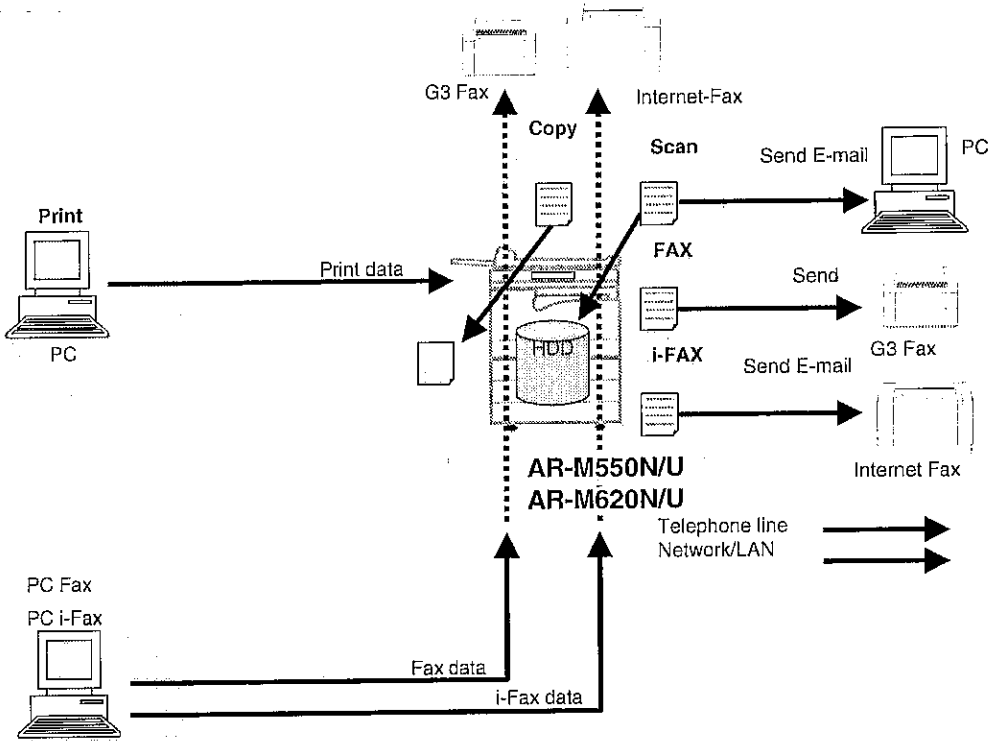 G3 Fax
Internet-Fax
Copy
Scan
Send E-mail
PC
Print
FAX
Print data
Send
PC
HDD
i-FAX
G3 Fax
Send E-mail
AR-M550N/U
Internet Fax
AR-M620N/U
Telephone line
Network/LAN
PC Fax
PC i-Fax
Fax data
i-Fax data